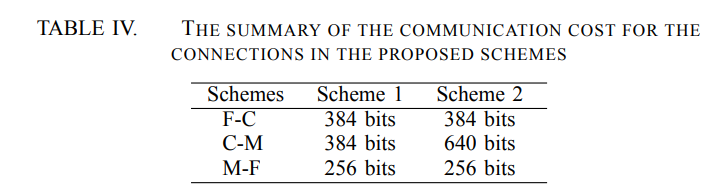 TABLE IV. THE SUMMARY OF THE COMMUNICATION COST FOR THE
CONNECTIONS IN THE PROPOSED SCHEMES
Schemes Scheme 1 Scheme 2
F-C 384 bits 384 bits
C-M 384 bits 640 bits
M-F 256 bits 256 bits